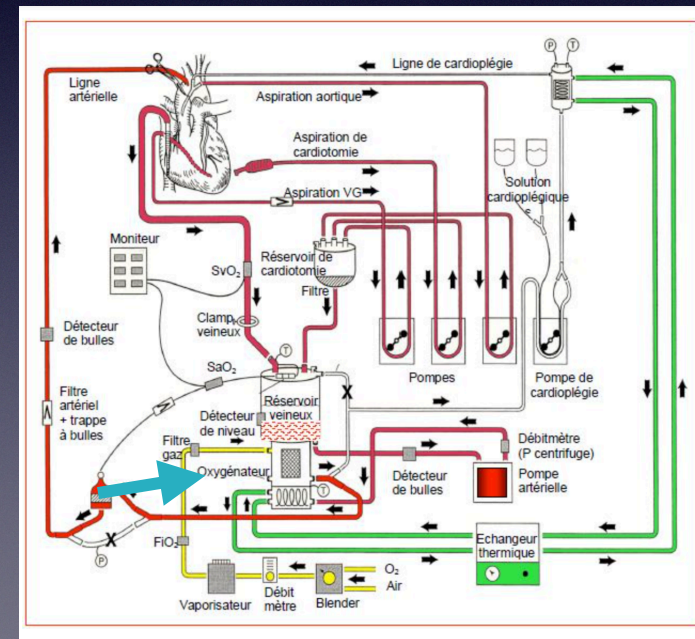 P T
Ligne de cardioplégie
Ligne
artérielle
Aspiration aortique
Aspiration de
cardiotomie
Solution
cardioplégique
Aspiration VG
Moniteur
SvO₂
Réservoir de
cardiotomie
Filtre
Clamp
veineux
T
Détecteur
de bulles
SaO₂
Pompes
Pompe de
cardioplégie
X
Filtre
artériel
+ trappe
à bulles
Réservoir
veineux
Détecteur
de niveau
Filtre
gaz
Débitmètre
(P centrifuge)
Oxygénateur
Détecteur
de bulles
Pompe
artérielle
T
X
P
FiO₂
Echangeur
thermique
O₂
Air
Vaporisateur
Débit
mètre
Blender